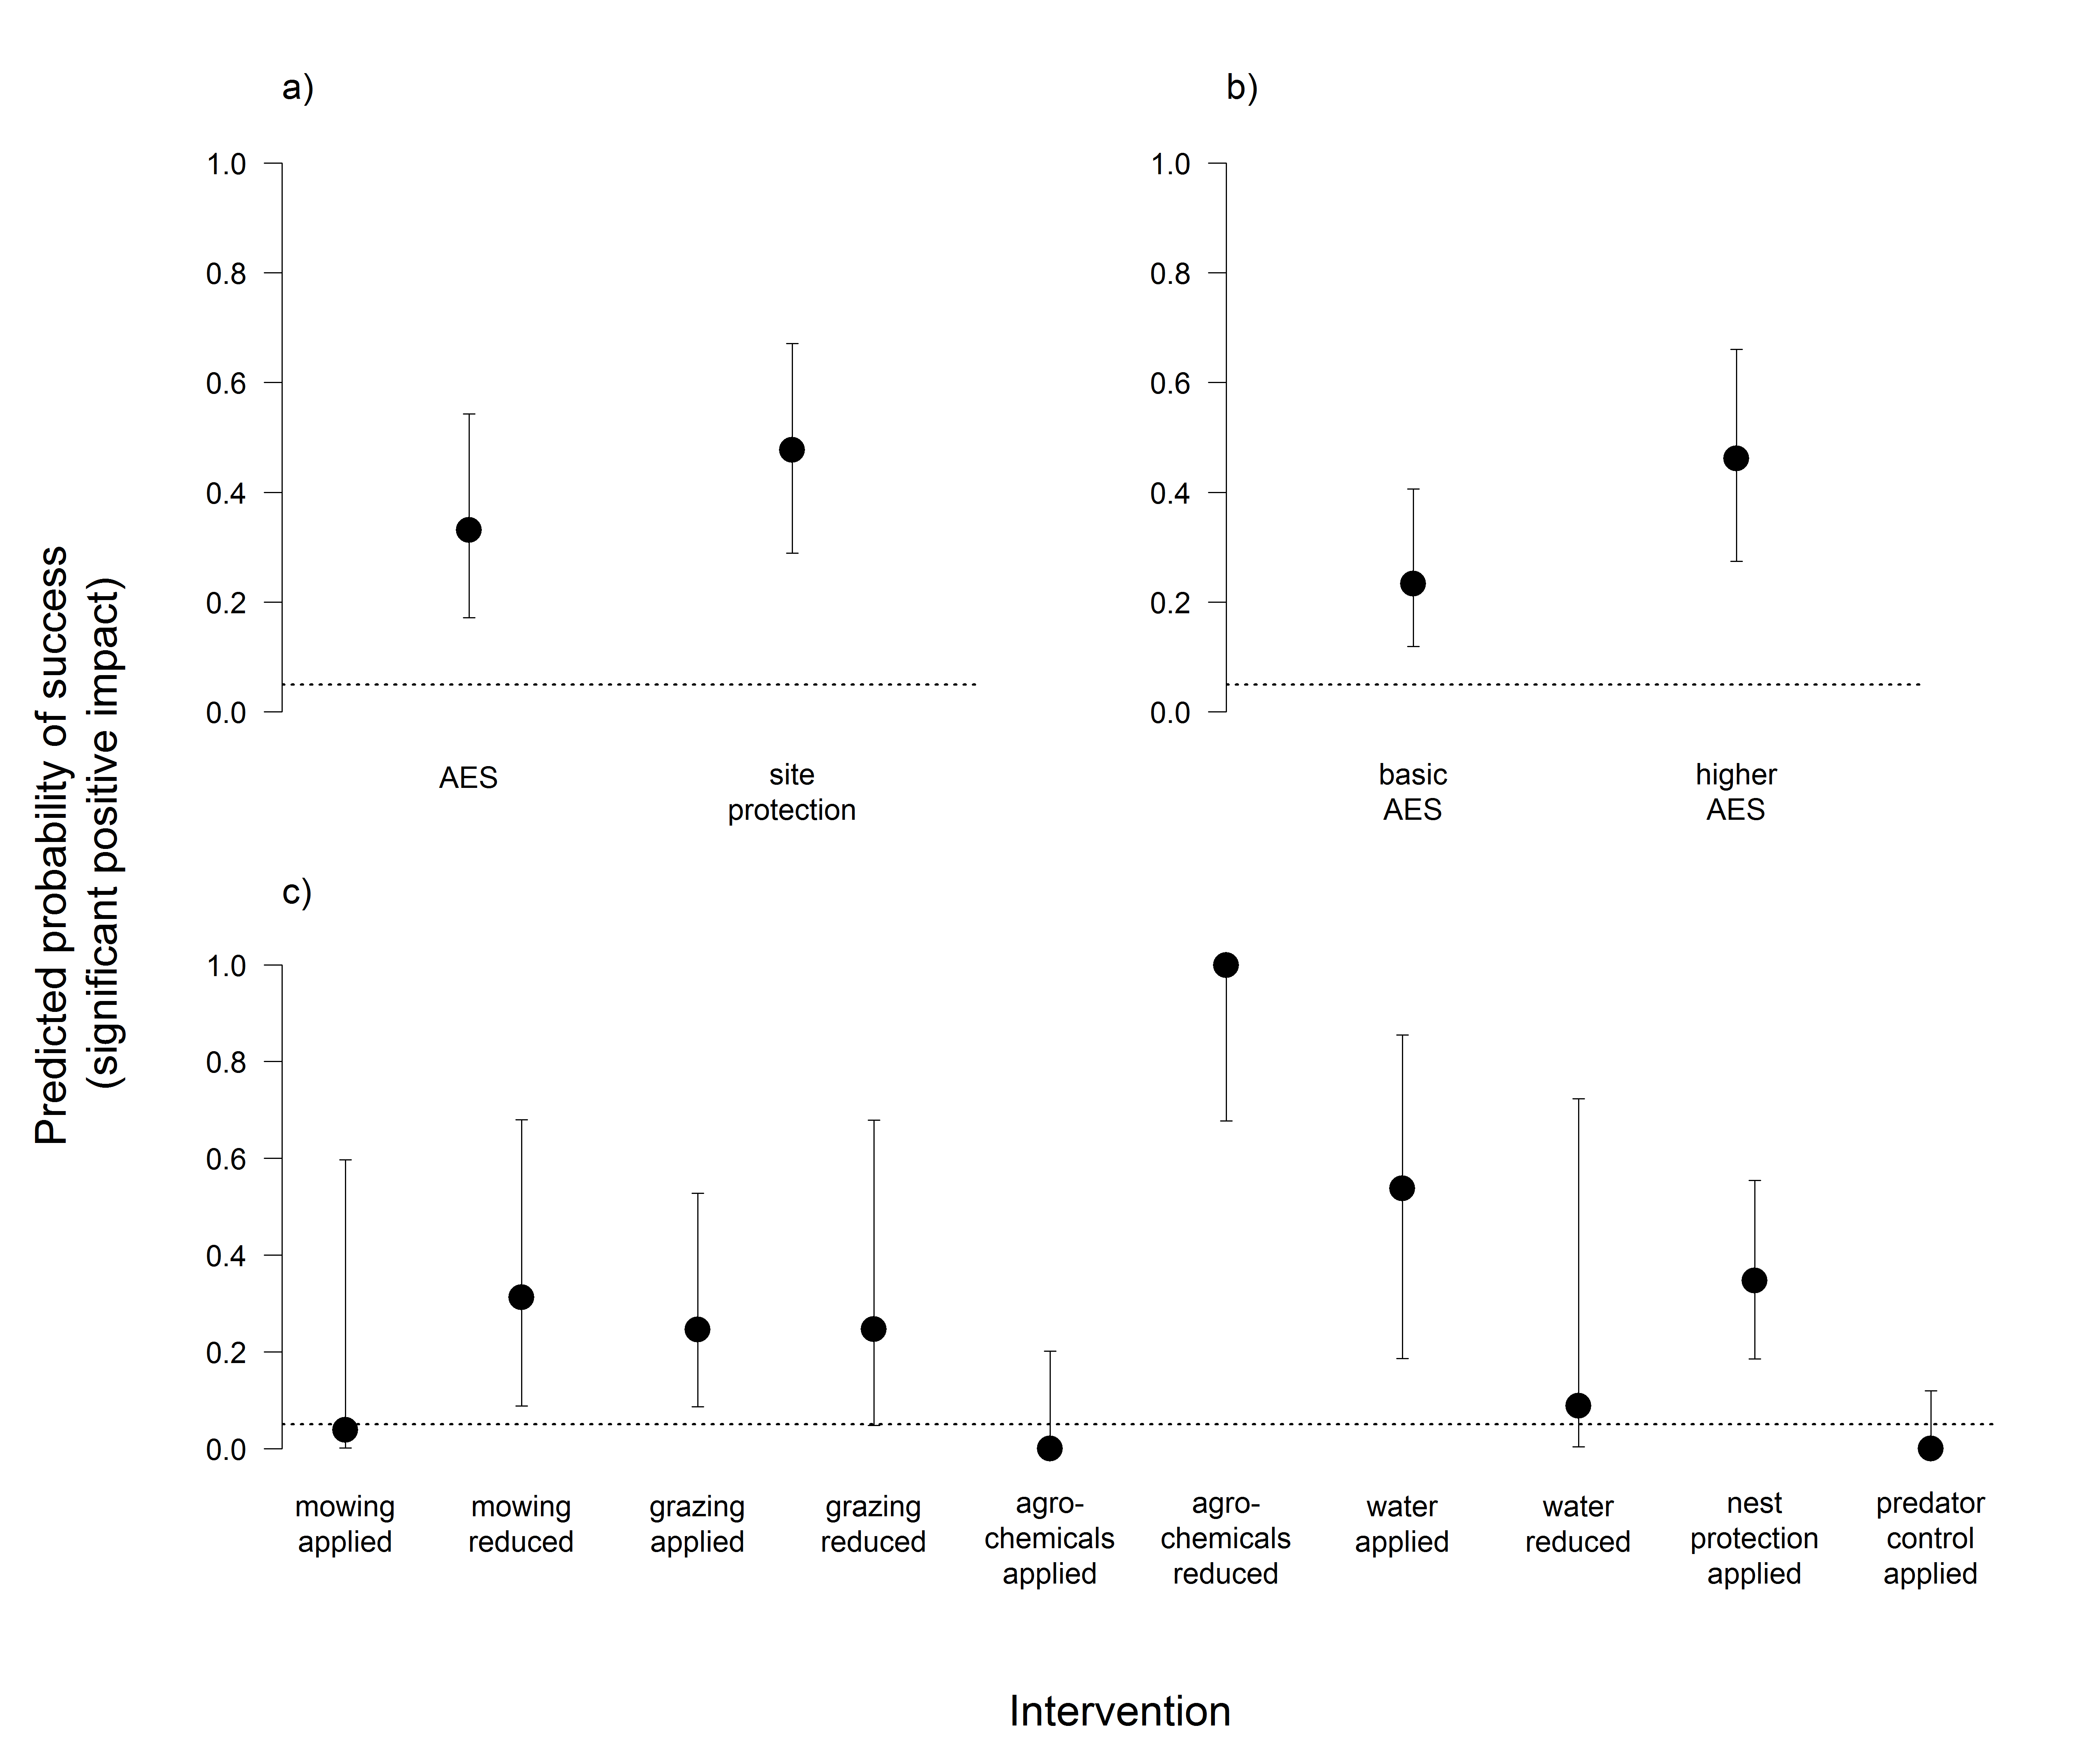 a)
1.0
0.8
0.6
0.4
0.2
0.0
AES
site
protection
b)
1.0
0.8
0.6
0.4
0.2
0.0
basic
AES
higher
AES
Predicted probability of success
(significant positive impact)
c)
1.0
0.8
0.6
0.4
0.2
0.0
mowing
applied
mowing
reduced
grazing
applied
grazing
reduced
agro-
chemicals
applied
agro-
chemicals
reduced
water
applied
water
reduced
nest
protection
applied
predator
control
applied
Intervention